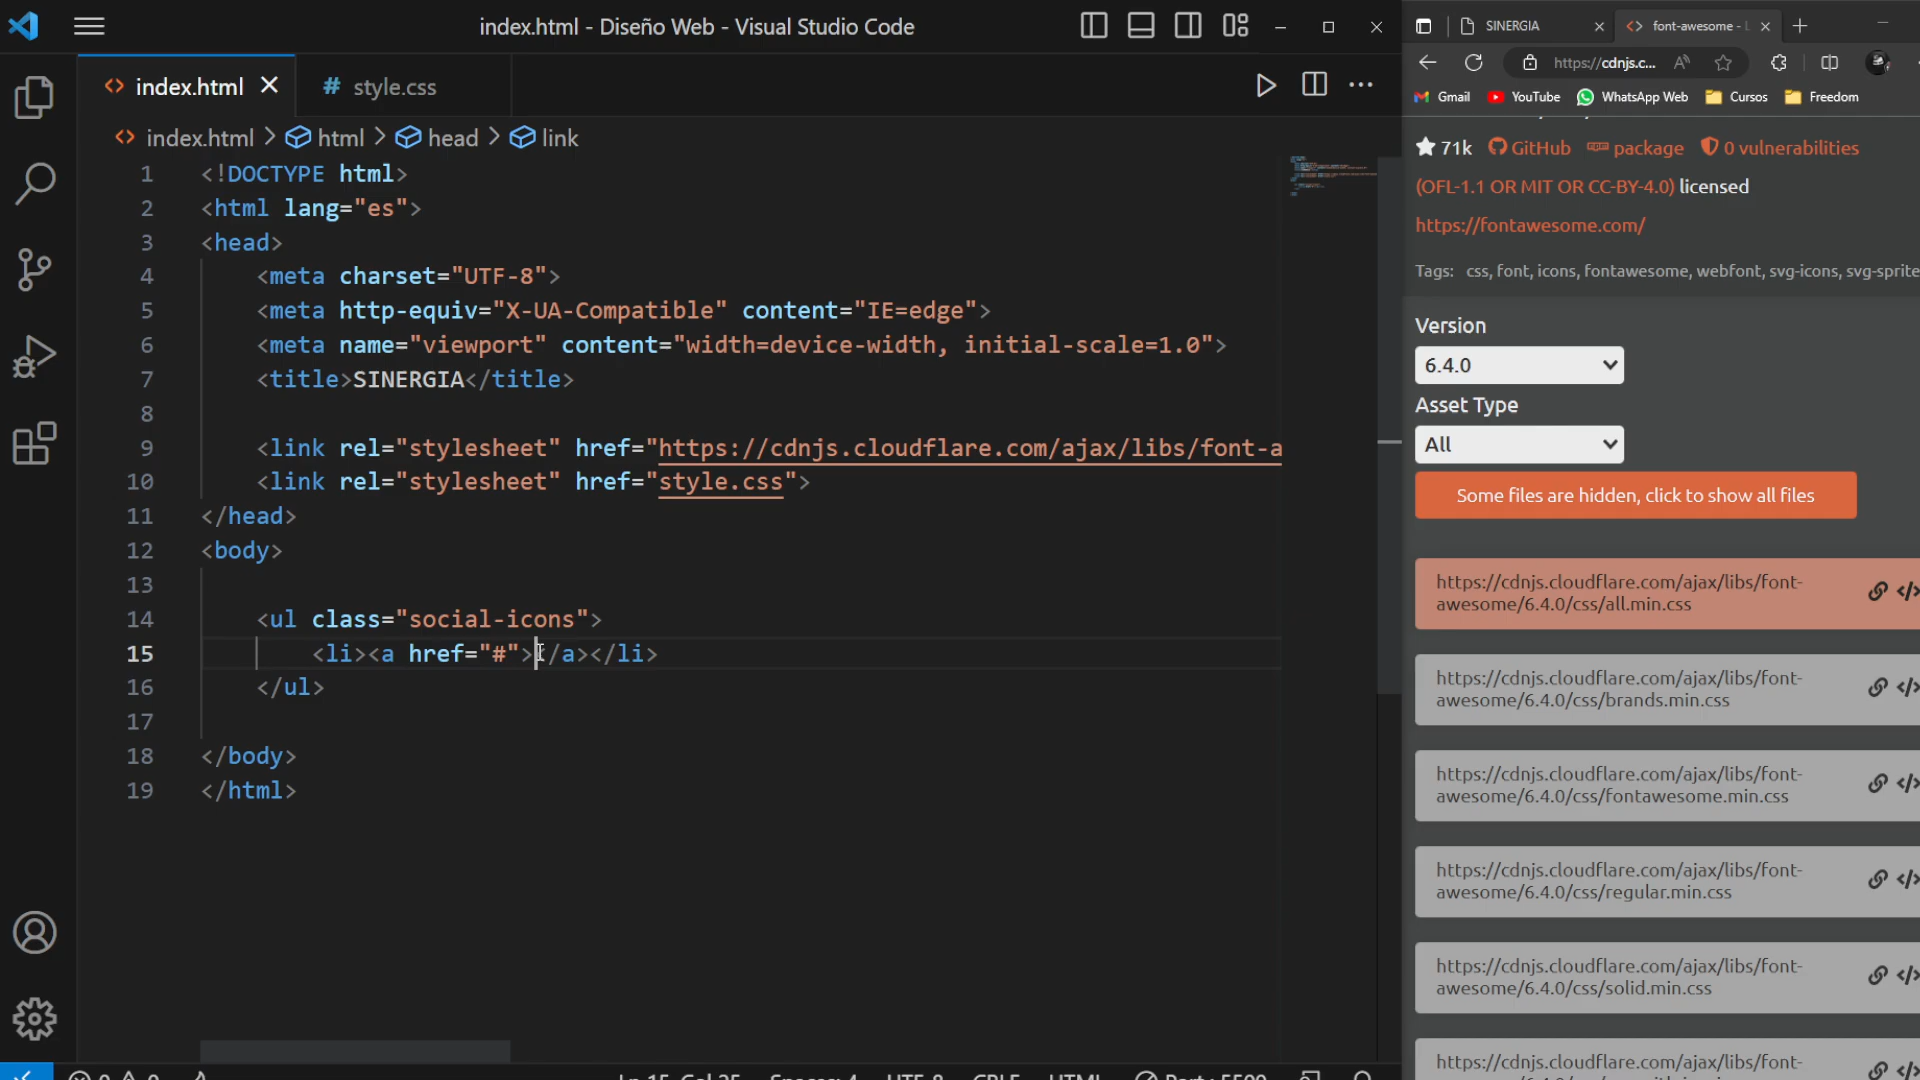 index.html - Diseño Web - Visual Studio Code
index.html
# style.css
index.html > html > head > link
1 <!DOCTYPE html>
2 <html lang="es">
3 <head>
4 <meta charset="UTF-8">
5 <meta http-equiv="X-UA-Compatible" content="IE=edge">
6 <meta name="viewport" content="width=device-width, initial-scale=1.0">
7 <title>SINERGIA</title>
8
9 <link rel="stylesheet" href="https://cdnjs.cloudflare.com/ajax/libs/font-a
10 <link rel="stylesheet" href="style.css">
11 </head>
12 <body>
13
14 <ul class="social-icons">
15 <li><a href="#"></a></li>
16 </ul>
17
18 </body>
19 </html>
SINERGIA
font-awesome - L
https://cdnjs.c...
Gmail YouTube WhatsApp Web Cursos Freedom
71k GitHub package 0 vulnerabilities
(OFL-1.1 OR MIT OR CC-BY-4.0) licensed
https://fontawesome.com/
Tags: css, font, icons, fontawesome, webfont, svg-icons, svg-sprite
Version
6.4.0
Asset Type
All
Some files are hidden, click to show all files
https://cdnjs.cloudflare.com/ajax/libs/font-
awesome/6.4.0/css/all.min.css
https://cdnjs.cloudflare.com/ajax/libs/font-
awesome/6.4.0/css/brands.min.css
https://cdnjs.cloudflare.com/ajax/libs/font-
awesome/6.4.0/css/fontawesome.min.css
https://cdnjs.cloudflare.com/ajax/libs/font-
awesome/6.4.0/css/regular.min.css
https://cdnjs.cloudflare.com/ajax/libs/font-
awesome/6.4.0/css/solid.min.css
https://cdnjs.cloudflare.com/ajax/libs/font-